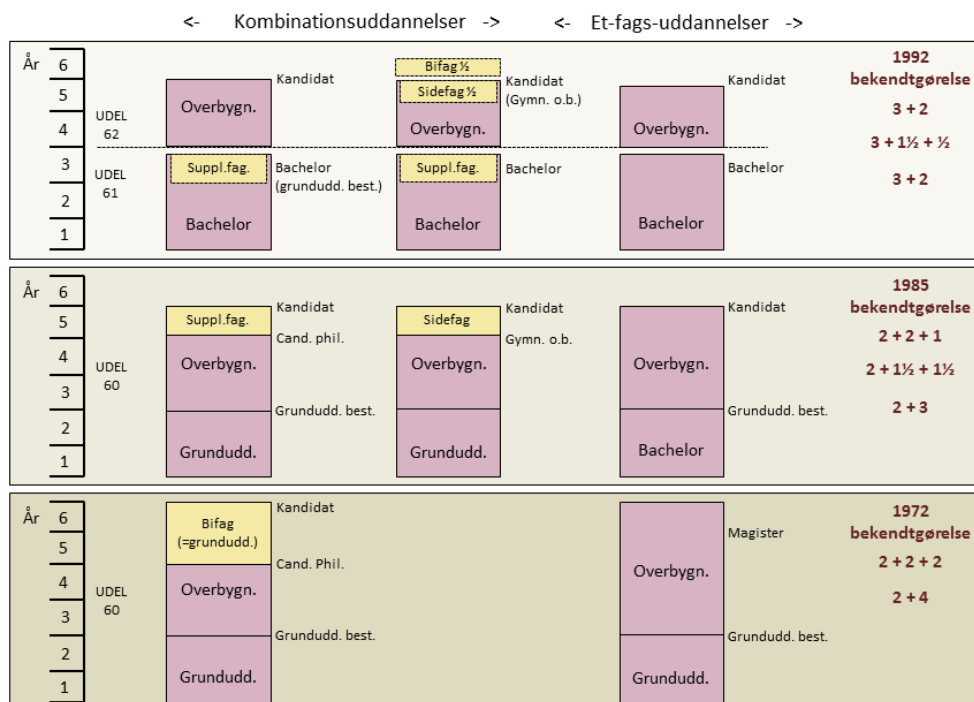 <- Kombinationsuddannelser -> <- Et-fags-uddannelser ->
År 6
5
4
3
2
1
UDEL
62
UDEL
61
Overbygn.
Kandidat
Suppl.fag.
Bachelor
(grundudd. best.)
Bachelor
Bifag ½
Sidefag ½
Kandidat
(Gymn. o.b.)
Overbygn.
Suppl.fag.
Bachelor
Bachelor
Kandidat
Overbygn.
Bachelor
Bachelor
1992
bekendtgørelse
3 + 2
3 + 1½ + ½
3 + 2
År 6
5
4
3
2
1
UDEL
60
Kandidat
Suppl.fag.
Cand. phil.
Overbygn.
Grundudd. best.
Grundudd.
Kandidat
Sidefag
Gymn. o.b.
Overbygn.
Grundudd.
Kandidat
Overbygn.
Grundudd. best.
Bachelor
1985
bekendtgørelse
2 + 2 + 1
2 + 1½ + 1½
2 + 3
År 6
5
4
3
2
1
UDEL
60
Kandidat
Bifag
(=grundudd.)
Cand. Phil.
Overbygn.
Grundudd. best.
Grundudd.
Magister
Overbygn.
Grundudd. best.
Grundudd.
1972
bekendtgørelse
2 + 2 + 2
2 + 4